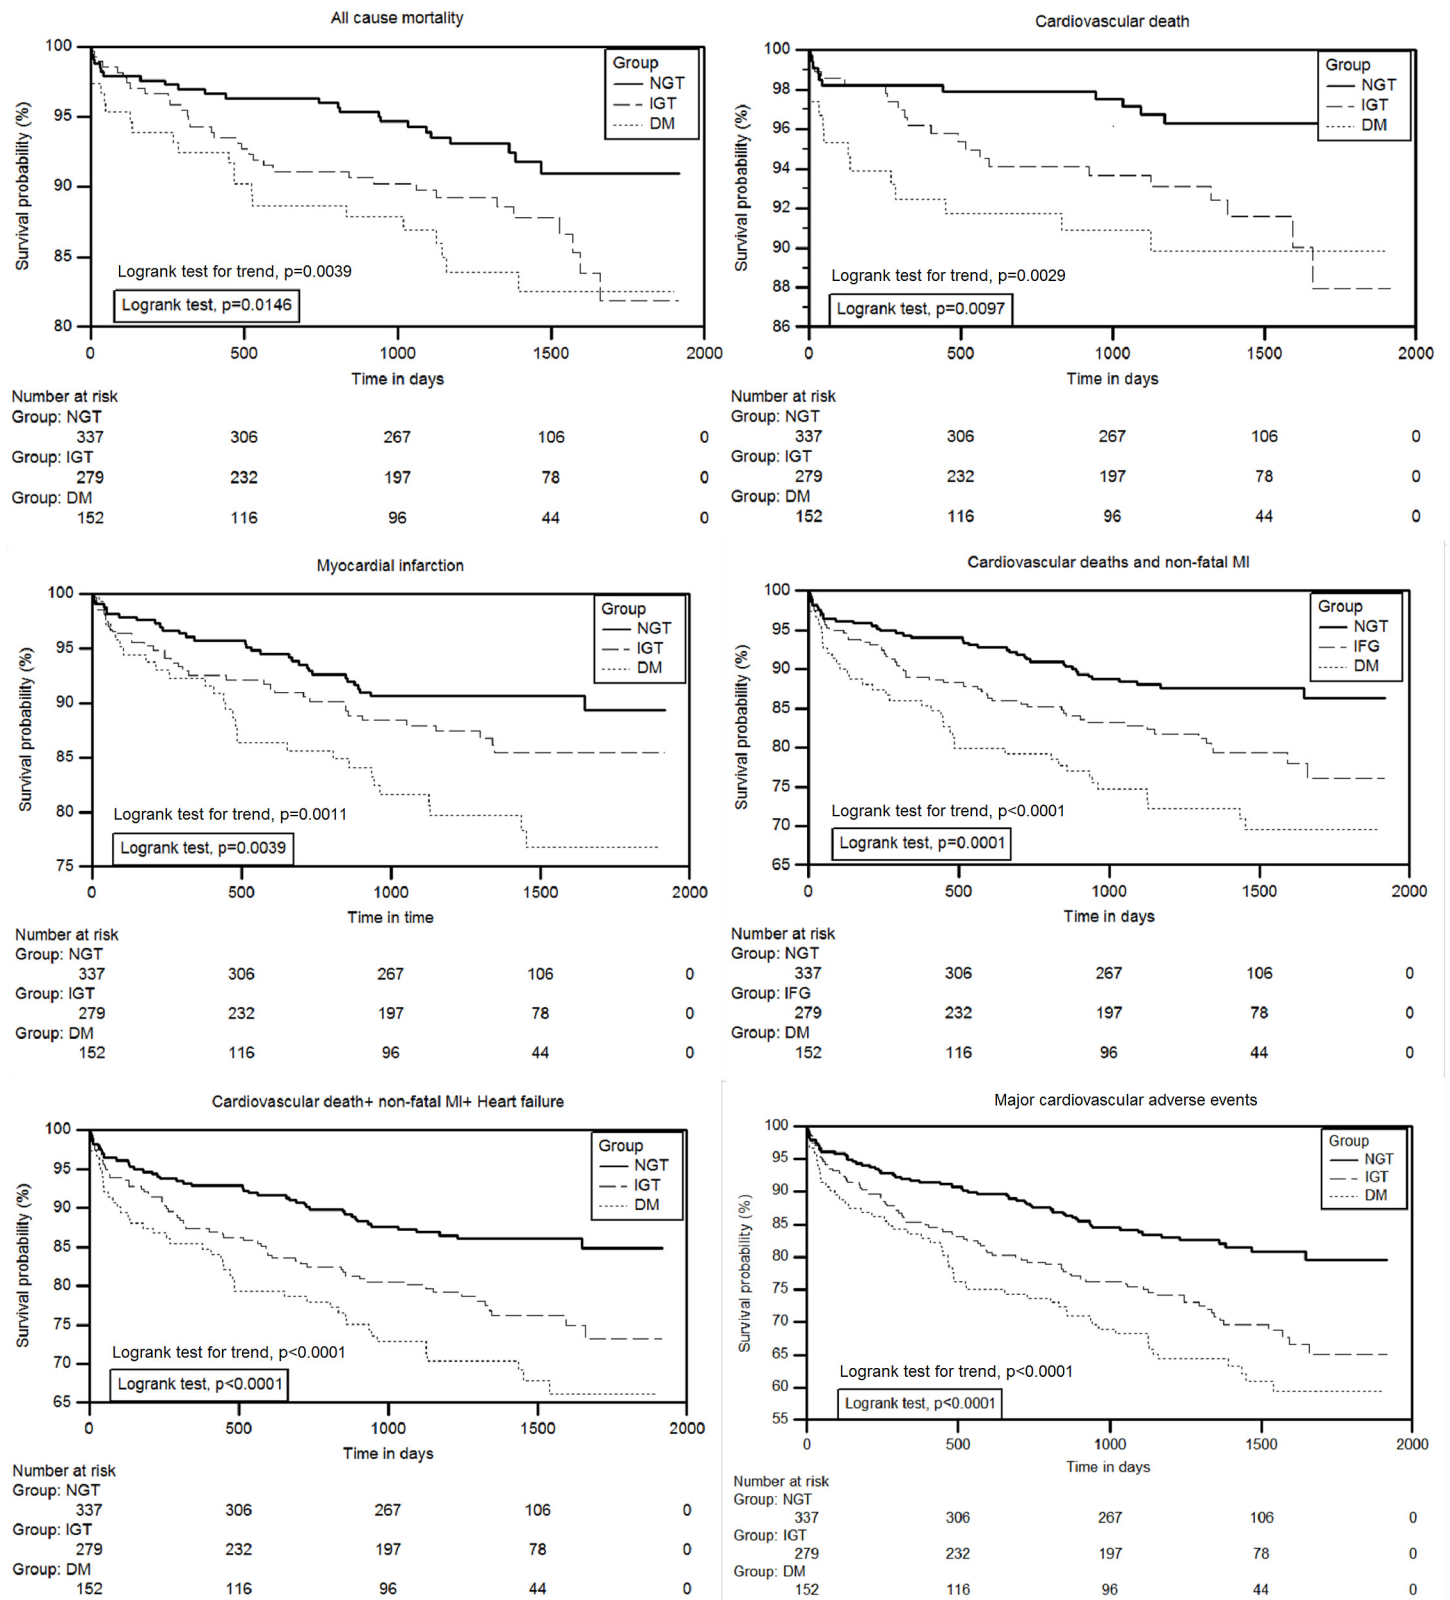 All cause mortality
Survival probability (%)
100
95
90
85
80
Group
NGT
IGT
DM
Logrank test for trend, p=0.0039
Logrank test, p=0.0146
0 500 1000 1500 2000
Time in days
Number at risk
Group: NGT
337 306 267 106 0
Group: IGT
279 232 197 78 0
Group: DM
152 116 96 44 0
Cardiovascular death
Survival probability (%)
100
98
96
94
92
90
88
86
Group
NGT
IGT
DM
Logrank test for trend, p=0.0029
Logrank test, p=0.0097
0 500 1000 1500 2000
Time in days
Number at risk
Group: NGT
337 306 267 106 0
Group: IGT
279 232 197 78 0
Group: DM
152 116 96 44 0
Myocardial infarction
Survival probability (%)
100
95
90
85
80
75
Group
NGT
IGT
DM
Logrank test for trend, p=0.0011
Logrank test, p=0.0039
0 500 1000 1500 2000
Time in time
Number at risk
Group: NGT
337 306 267 106 0
Group: IGT
279 232 197 78 0
Group: DM
152 116 96 44 0
Cardiovascular deaths and non-fatal MI
Survival probability (%)
100
95
90
85
80
75
70
65
Group
NGT
IFG
DM
Logrank test for trend, p<0.0001
Logrank test, p=0.0001
0 500 1000 1500 2000
Time in days
Number at risk
Group: NGT
337 306 267 106 0
Group: IFG
279 232 197 78 0
Group: DM
152 116 96 44 0
Cardiovascular death+ non-fatal MI+ Heart failure
Survival probability (%)
100
95
90
85
80
75
70
65
Group
NGT
IGT
DM
Logrank test for trend, p<0.0001
Logrank test, p<0.0001
0 500 1000 1500 2000
Time in days
Number at risk
Group: NGT
337 306 267 106 0
Group: IGT
279 232 197 78 0
Group: DM
152 116 96 44 0
Major cardiovascular adverse events
Survival probability (%)
100
95
90
85
80
75
70
65
60
55
Group
NGT
IGT
DM
Logrank test for trend, p<0.0001
Logrank test, p<0.0001
0 500 1000 1500 2000
Time in days
Number at risk
Group: NGT
337 306 267 106 0
Group: IGT
279 232 197 78 0
Group: DM
152 116 96 44 0